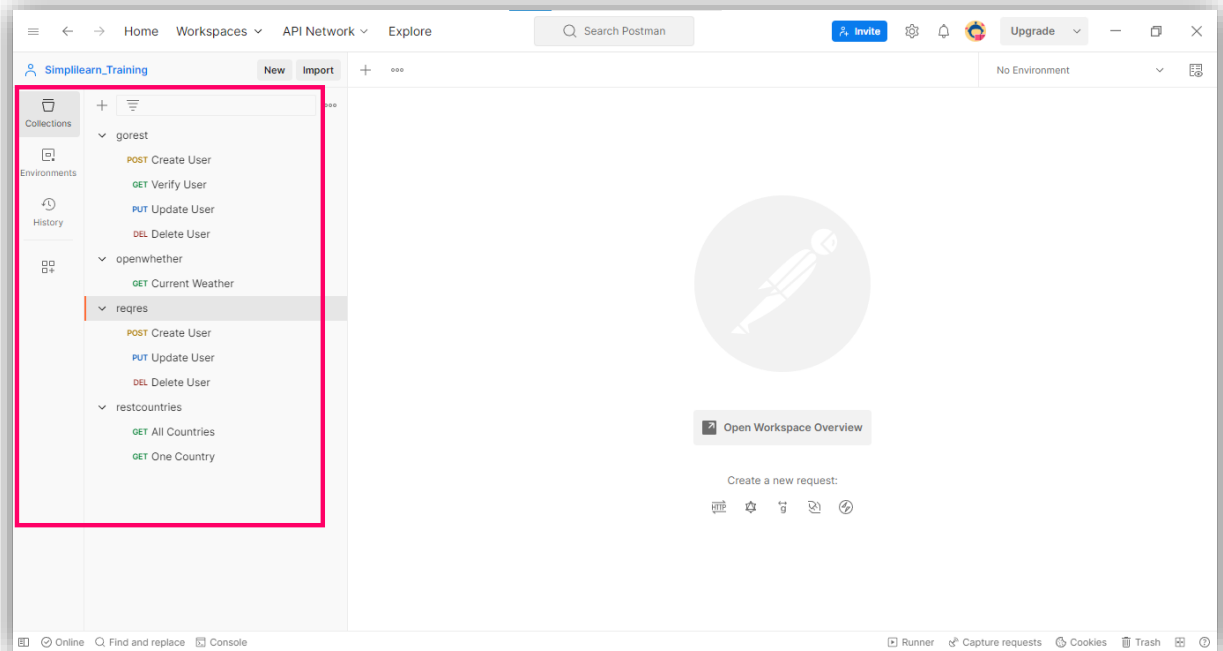 Home Workspaces API Network Explore Search Postman Invite Upgrade
Simplilearn_Training New Import No Environment
Collections
Environments
History
gorest
POST Create User
GET Verify User
PUT Update User
DEL Delete User
openwhether
GET Current Weather
reqres
POST Create User
PUT Update User
DEL Delete User
restcountries
GET All Countries
GET One Country
Open Workspace Overview
Create a new request:
HTTP g
Online Find and replace Console Runner Capture requests Cookies Trash